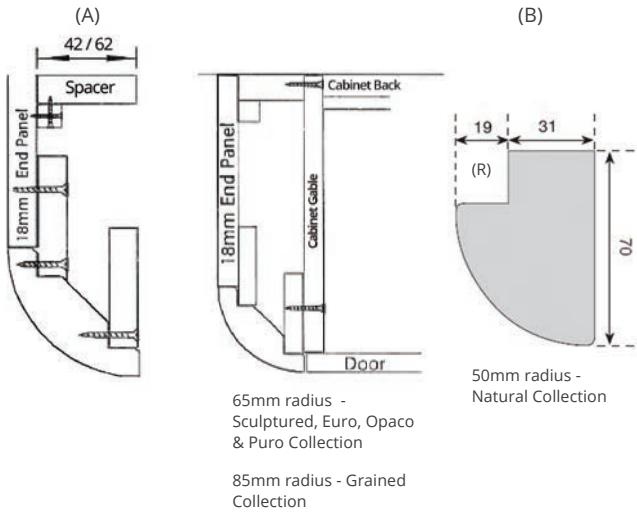 (A)
(B)
42 / 62
Spacer
18mm End Panel
Cabinet Back
18mm End Panel
Cabinet Gable
Door
19
31
(R)
70
65mm radius -
Sculptured, Euro, Opaco
& Puro Collection
85mm radius - Grained
Collection
50mm radius -
Natural Collection